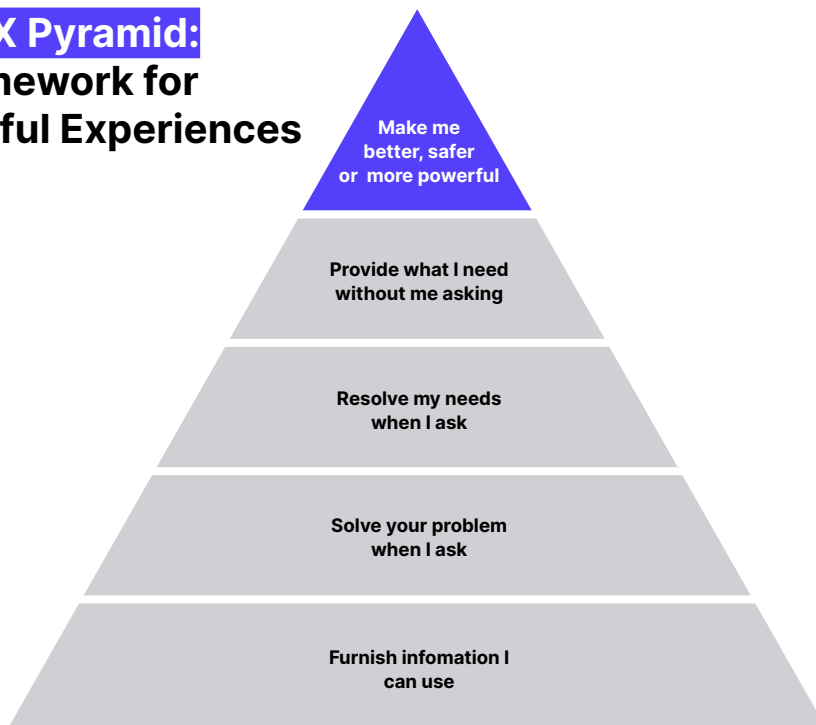 X Pyramid:
mework for
ful Experiences
Make me
better, safer
or more powerful
Provide what I need
without me asking
Resolve my needs
when I ask
Solve your problem
when I ask
Furnish infomation I
can use